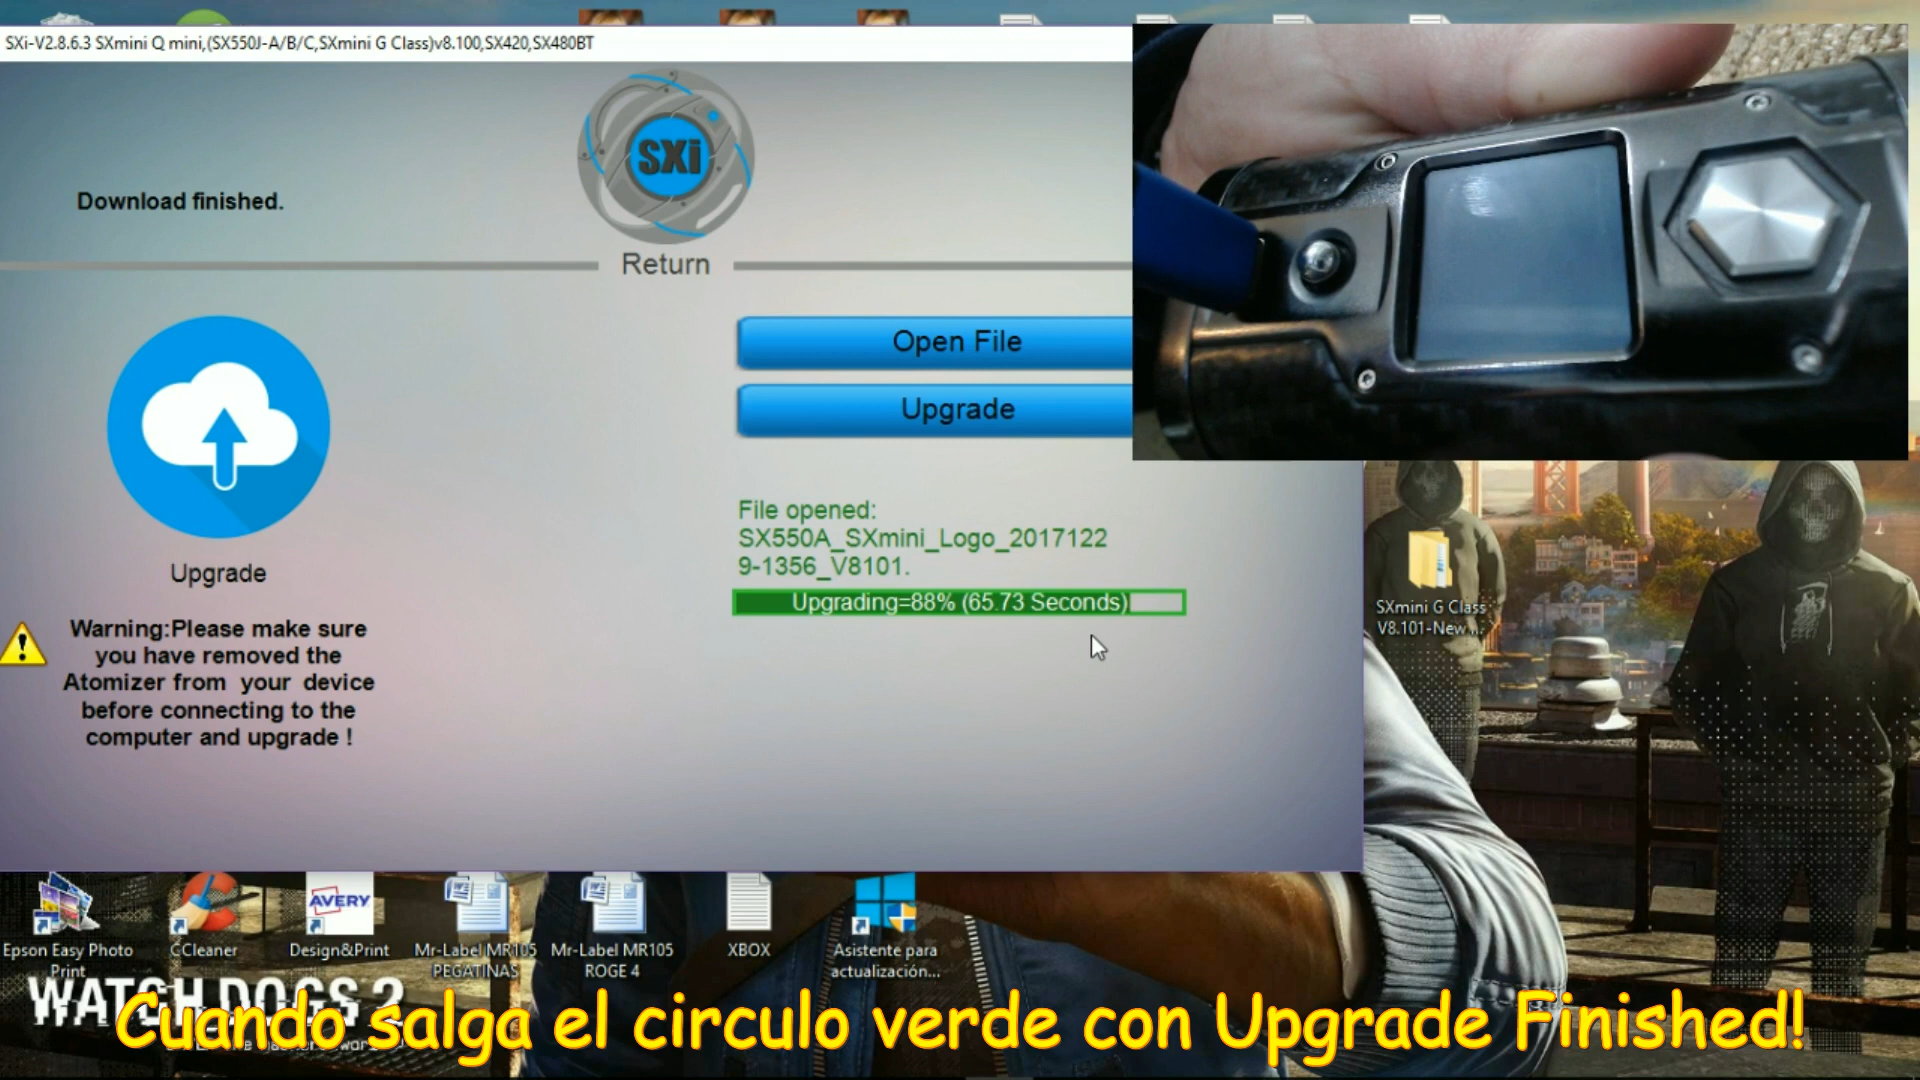 SXi-V2.8.6.3 SXmini Q mini,(SX550J-A/B/C,SXmini G Class)v8.100,SX420,SX480BT
SXi
Download finished.
Return
Open File
Upgrade
File opened:
SX550A_SXmini_Logo_2017122
9-1356_V8101.
Upgrading=88% (65.73 Seconds)
Upgrade
Warning:Please make sure
you have removed the
Atomizer from your device
before connecting to the
computer and upgrade !
SXmini G Class
V8.101-New ...
AVERY
Epson Easy Photo
Print
CCleaner
Design&Print
Mr-Label MR105
PEGATINAS
Mr-Label MR105
ROGE 4
XBOX
Asistente para
actualización...
WATCH DOGS 2
Cuando salga el circulo verde con Upgrade Finished!